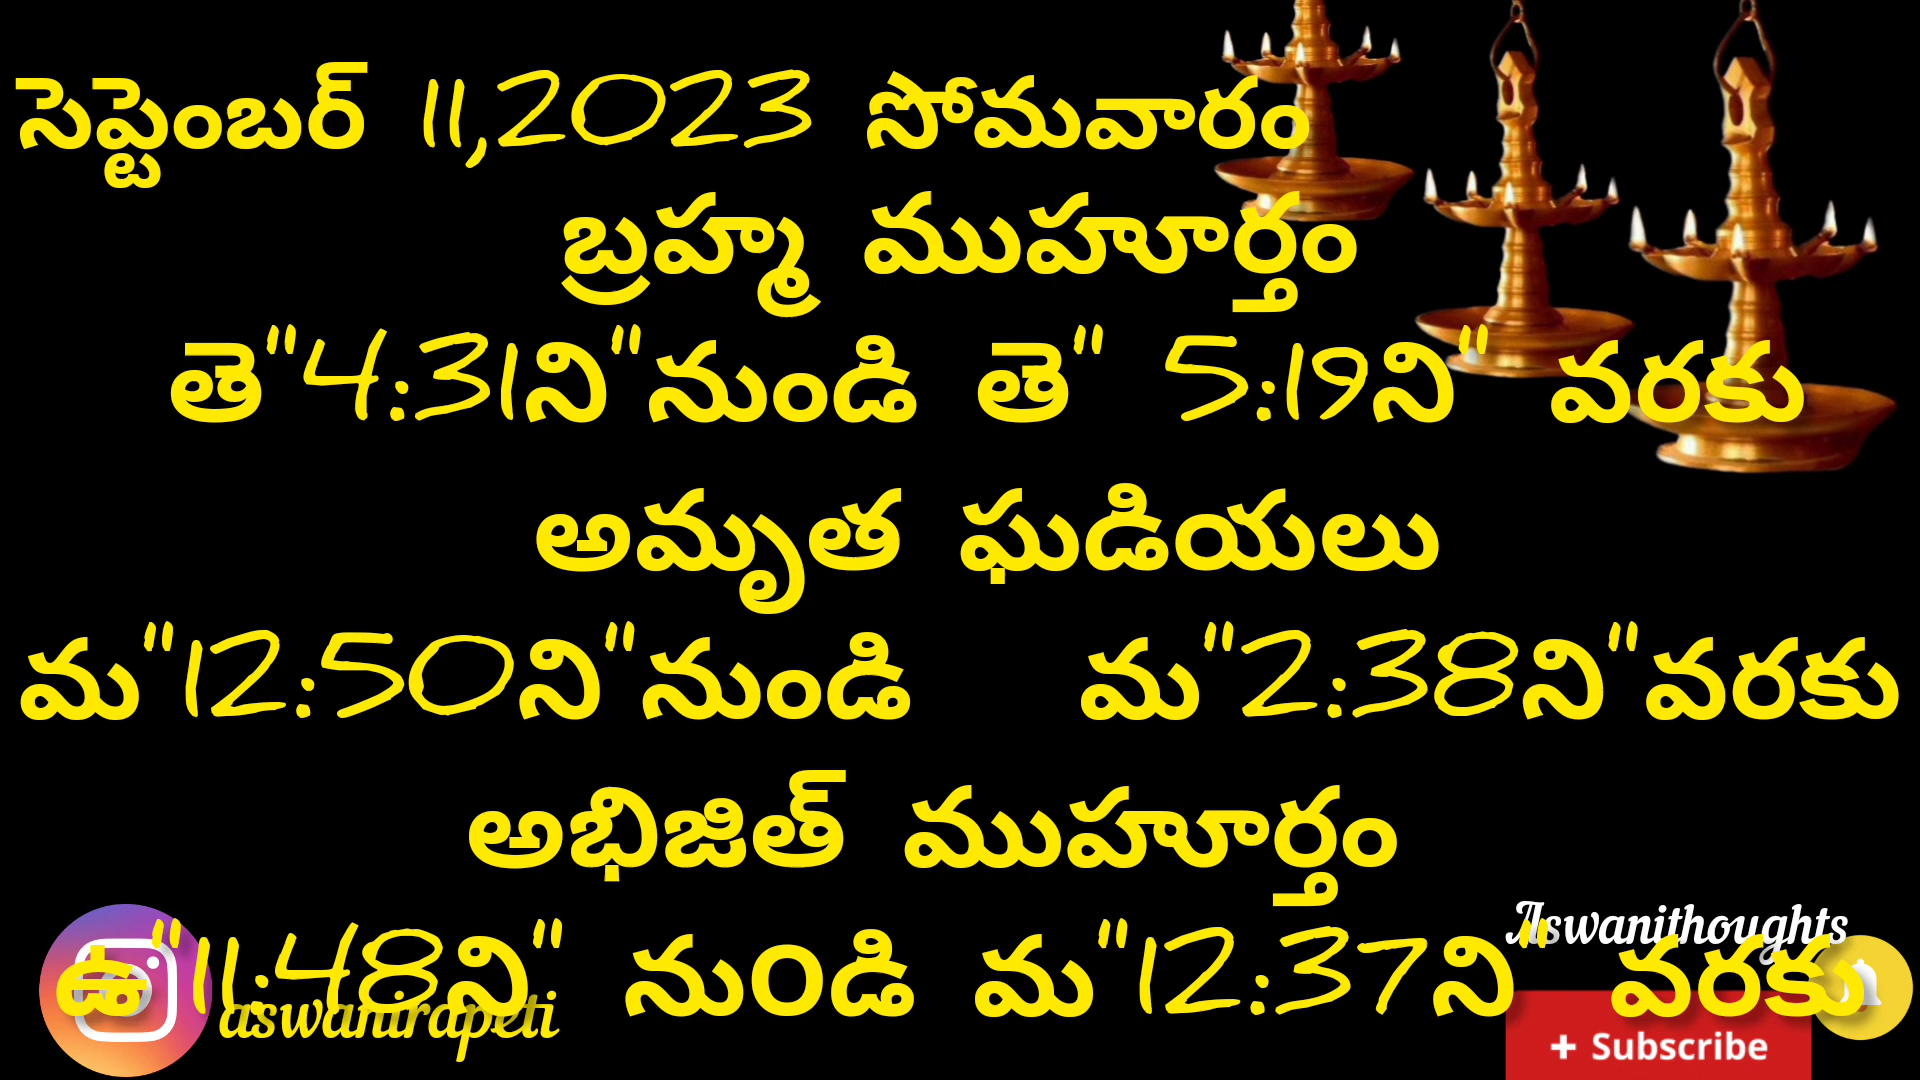 సెప్టెంబర్ 11,2023 సోమవారం
బ్రహ్మ ముహూర్తం
తె"4:31ని"నుండి తె" 5:19ని" వరకు
అమృత ఘడియలు
మ"12:50ని"నుండి మ"2:38ని"వరకు
అభిజిత్ ముహూర్తం
ఉ"11:48ని" నుండి మ"12:37ని" వరకు
Aswanithoughts
aswanirapeti
+ Subscribe